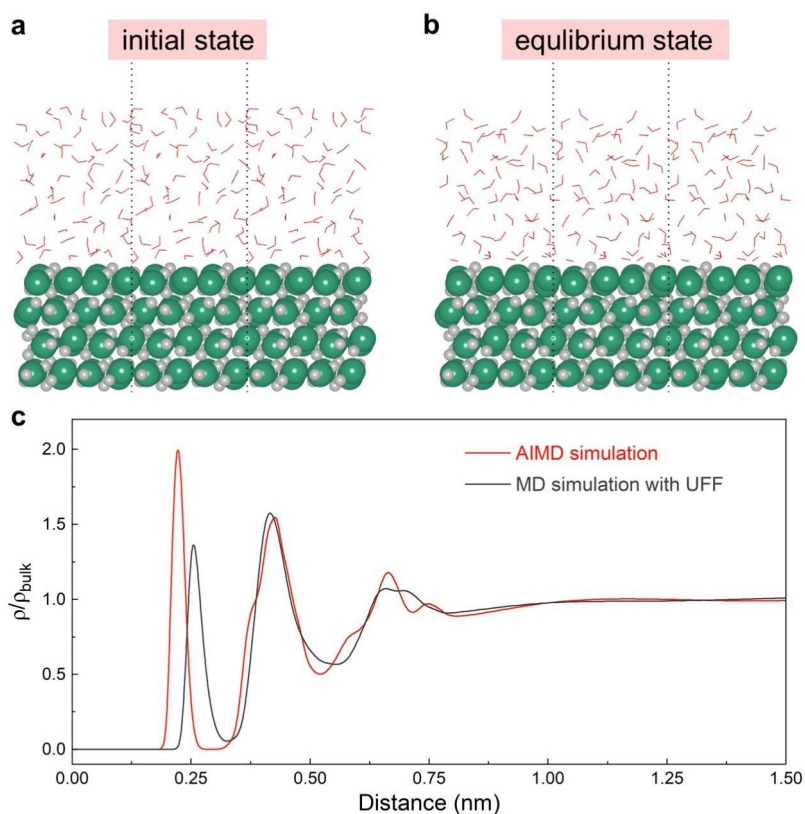 a
initial state
b
equlibrium state
c
2.0
1.5
1.0
0.5
0.0
ρ/ρbulk
AIMD simulation
MD simulation with UFF
0.00 0.25 0.50 0.75 1.00 1.25 1.50
Distance (nm)